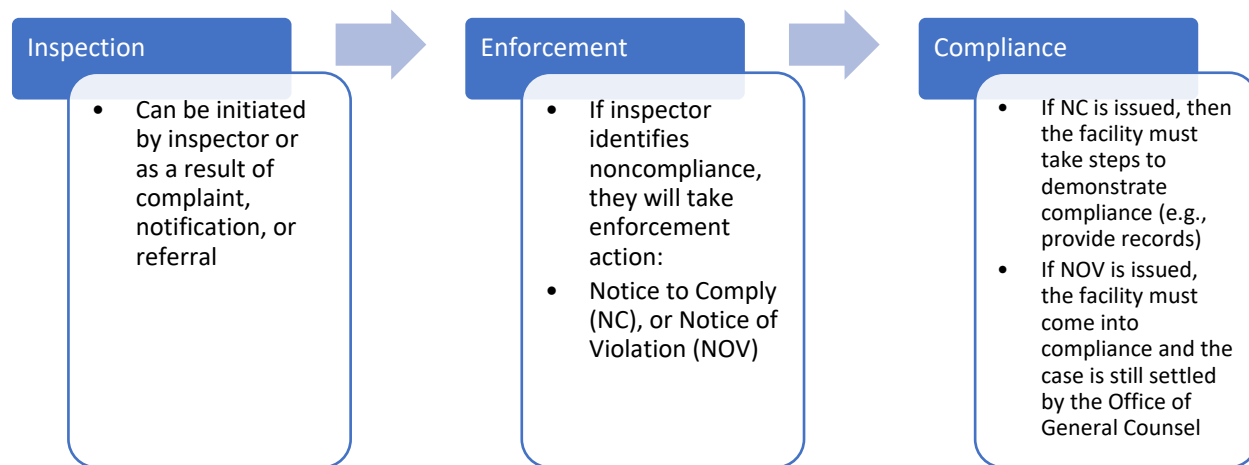 Inspection
• Can be initiated
by inspector or
as a result of
complaint,
notification, or
referral
Enforcement
• If inspector
identifies
noncompliance,
they will take
enforcement
action:
• Notice to Comply
(NC), or Notice of
Violation (NOV)
Compliance
• If NC is issued, then
the facility must
take steps to
demonstrate
compliance (e.g.,
provide records)
• If NOV is issued,
the facility must
come into
compliance and the
case is still settled
by the Office of
General Counsel